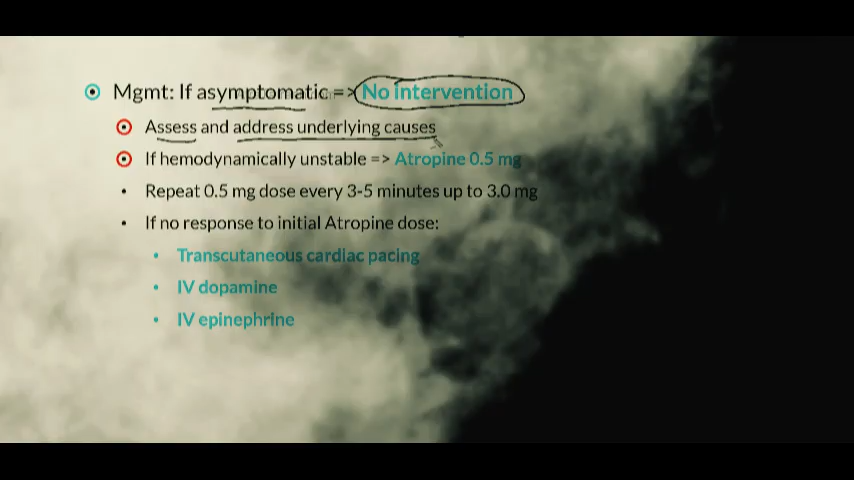 Mgmt: If asymptomatic => No intervention
Assess and address underlying causes
If hemodynamically unstable => Atropine 0.5 mg
Repeat 0.5 mg dose every 3-5 minutes up to 3.0 mg
If no response to initial Atropine dose:
Transcutaneous cardiac pacing
IV dopamine
IV epinephrine